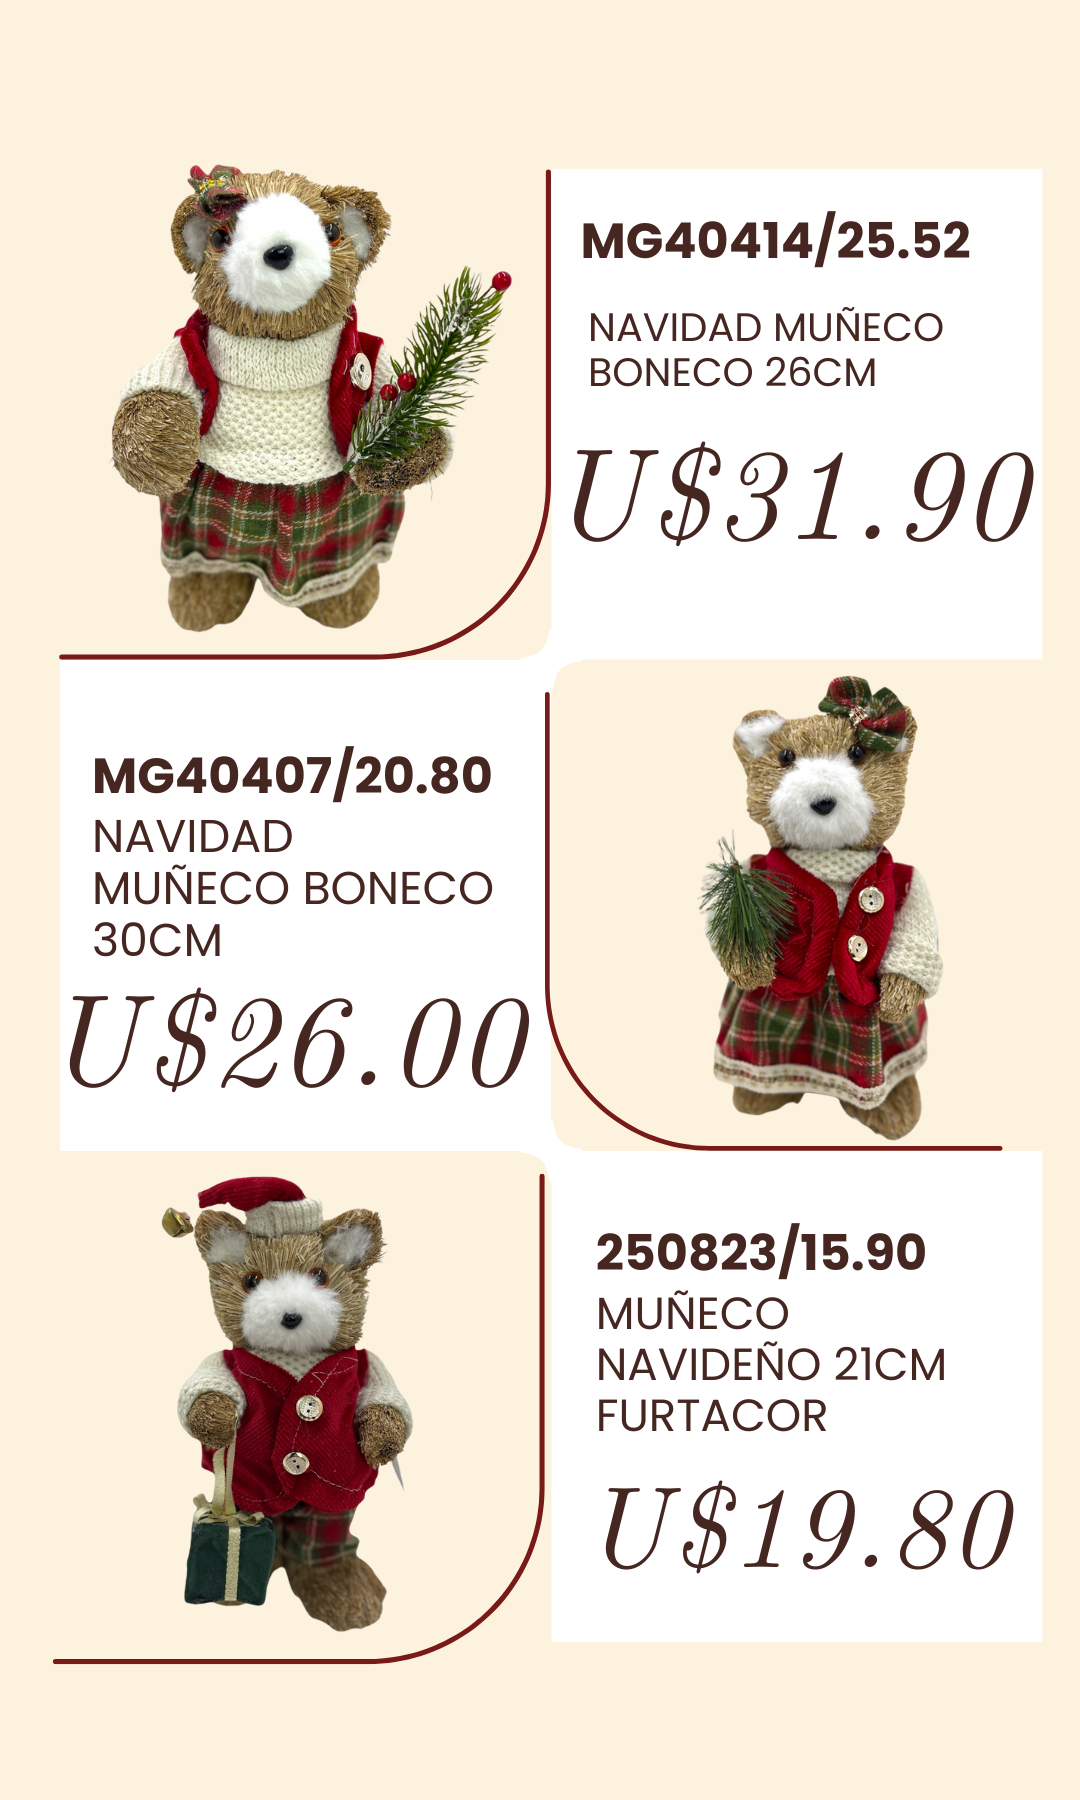 MG40414/25.52
NAVIDAD MUÑECO
BONECO 26CM
U$31.90
MG40407/20.80
NAVIDAD
MUÑECO BONECO
30CM
U$26.00
250823/15.90
MUÑECO
NAVIDEÑO 21CM
FURTACOR
U$19.80